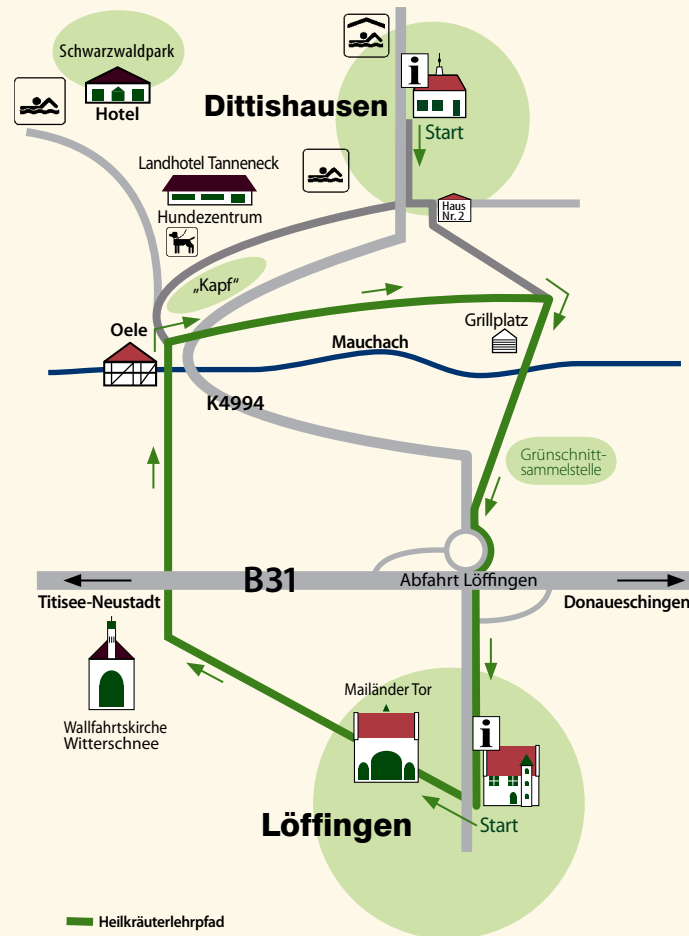 Schwarzwaldpark
Hotel
Dittishausen
i
Start
Landhotel Tanneneck
Hundezentrum
Haus
Nr. 2
„Kapf“
Oele
Grillplatz
Mauchach
K4994
Grünschnitt-
sammelstelle
B31
Abfahrt Löffingen
Titisee-Neustadt
Donaueschingen
Wallfahrtskirche
Witterschnee
Mailänder Tor
i
Löffingen
Start
Heilkräuterlehrpfad